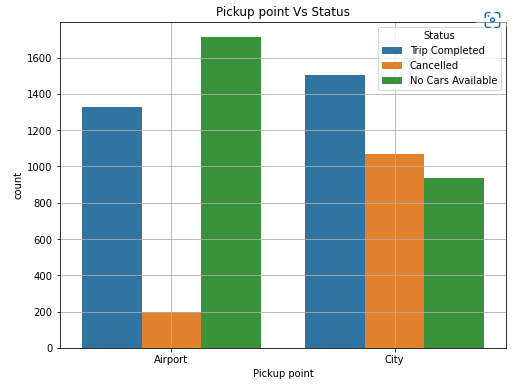 Pickup point Vs Status
Status
Trip Completed
Cancelled
No Cars Available
1600
1400
1200
1000
800
600
400
200
0
count
Airport
City
Pickup point